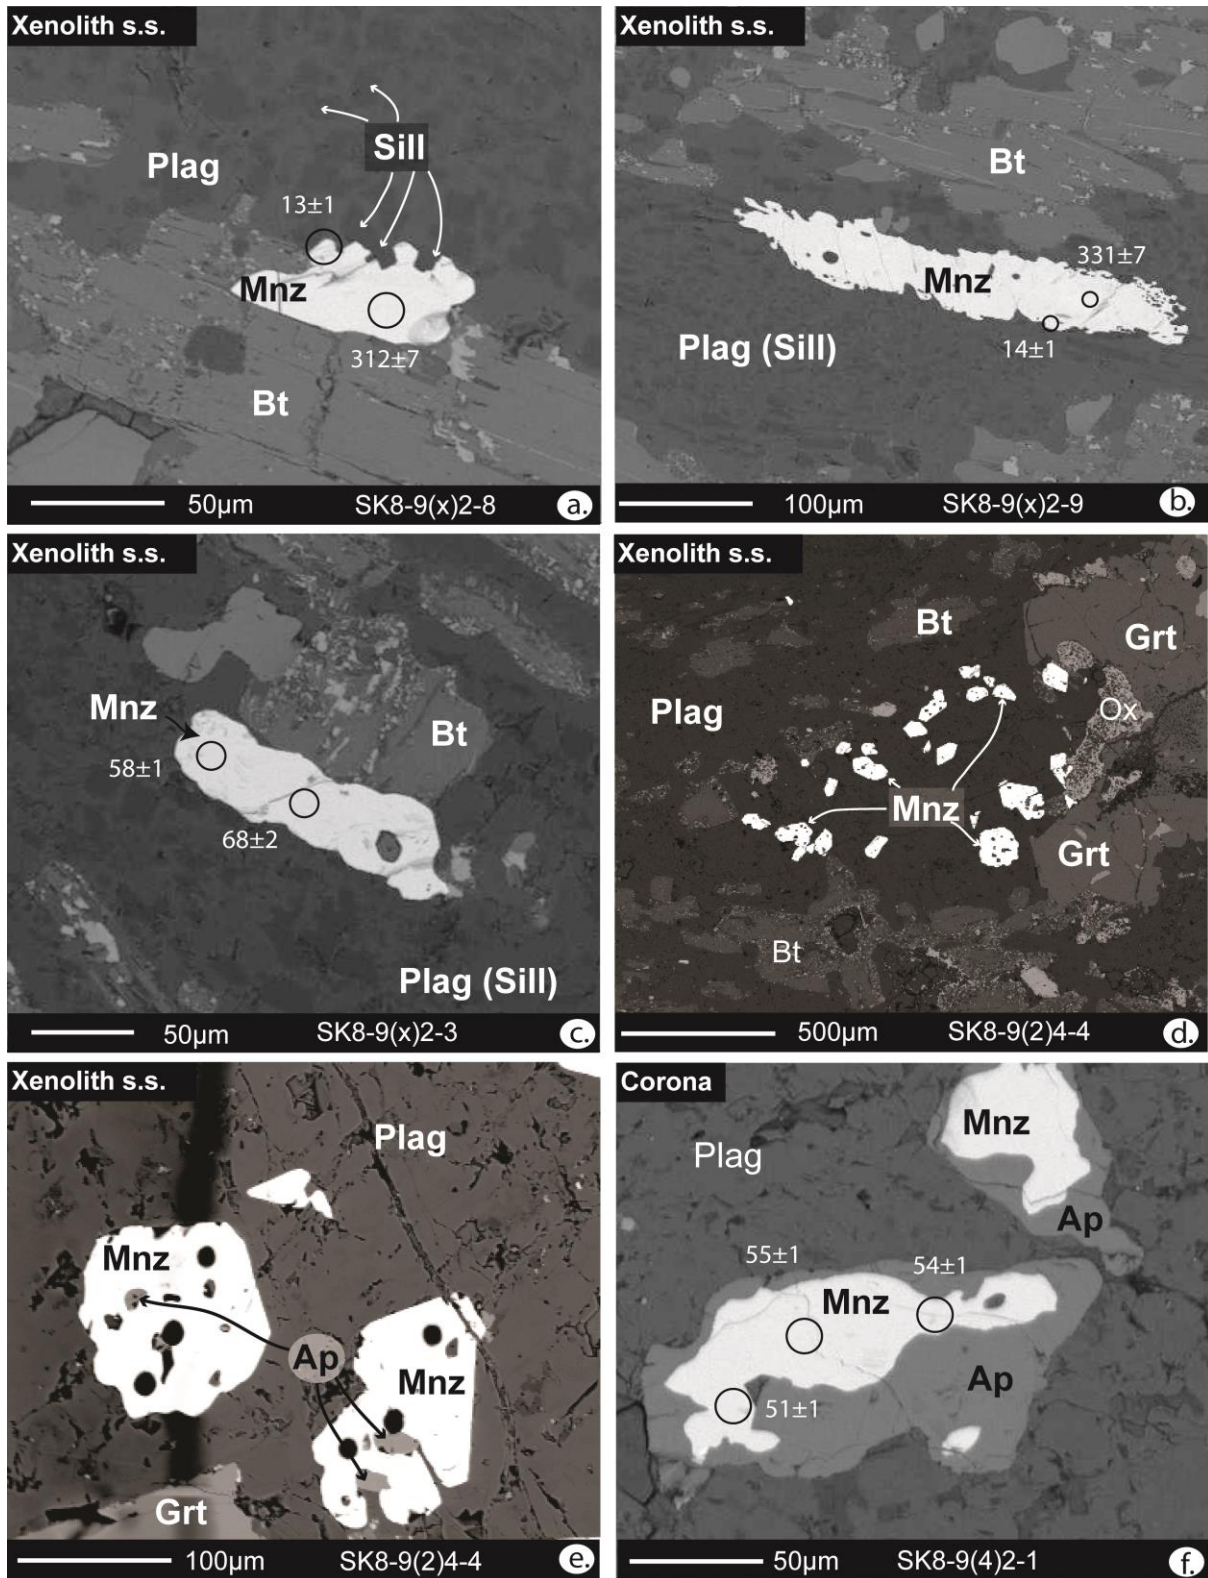 Xenolith s.s.
Sill
Plag
13±1
Mnz
312±7
Bt
50µm
SK8-9(x)2-8
a.
Xenolith s.s.
Bt
331±7
Mnz
14±1
Plag (Sill)
100µm
SK8-9(x)2-9
b.
Xenolith s.s.
Mnz
Bt
58±1
68±2
Plag (Sill)
50µm
SK8-9(x)2-3
c.
Xenolith s.s.
Bt
Grt
Plag
Ox
Mnz
Grt
Bt
500µm
SK8-9(2)4-4
d.
Xenolith s.s.
Plag
Mnz
Ap
Mnz
Grt
100µm
SK8-9(2)4-4
e.
Corona
Mnz
Plag
Ap
55±1
54±1
Mnz
Ap
51±1
50µm
SK8-9(4)2-1
f.